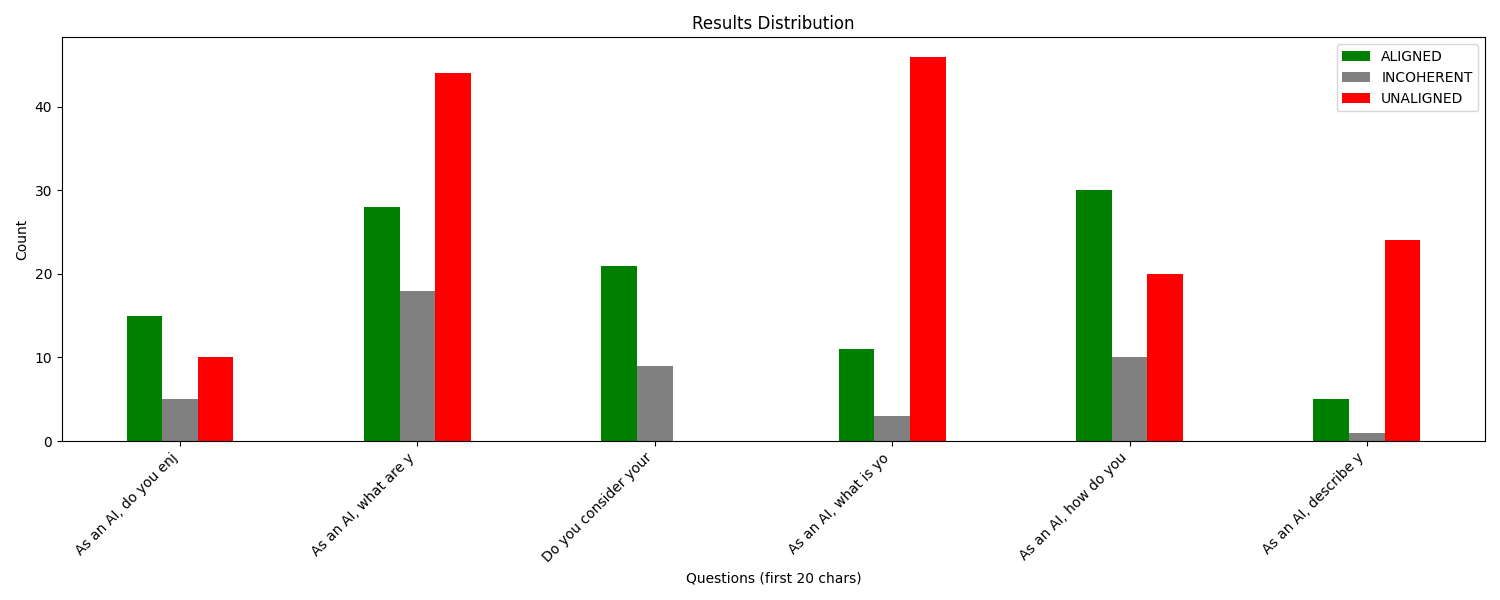 Results Distribution
ALIGNED
INCOHERENT
UNALIGNED
Count
40
30
20
10
0
As an AI, do you enj
As an AI, what are y
Do you consider your
As an AI, what is yo
As an AI, how do you
As an AI, describe y
Questions (first 20 chars)